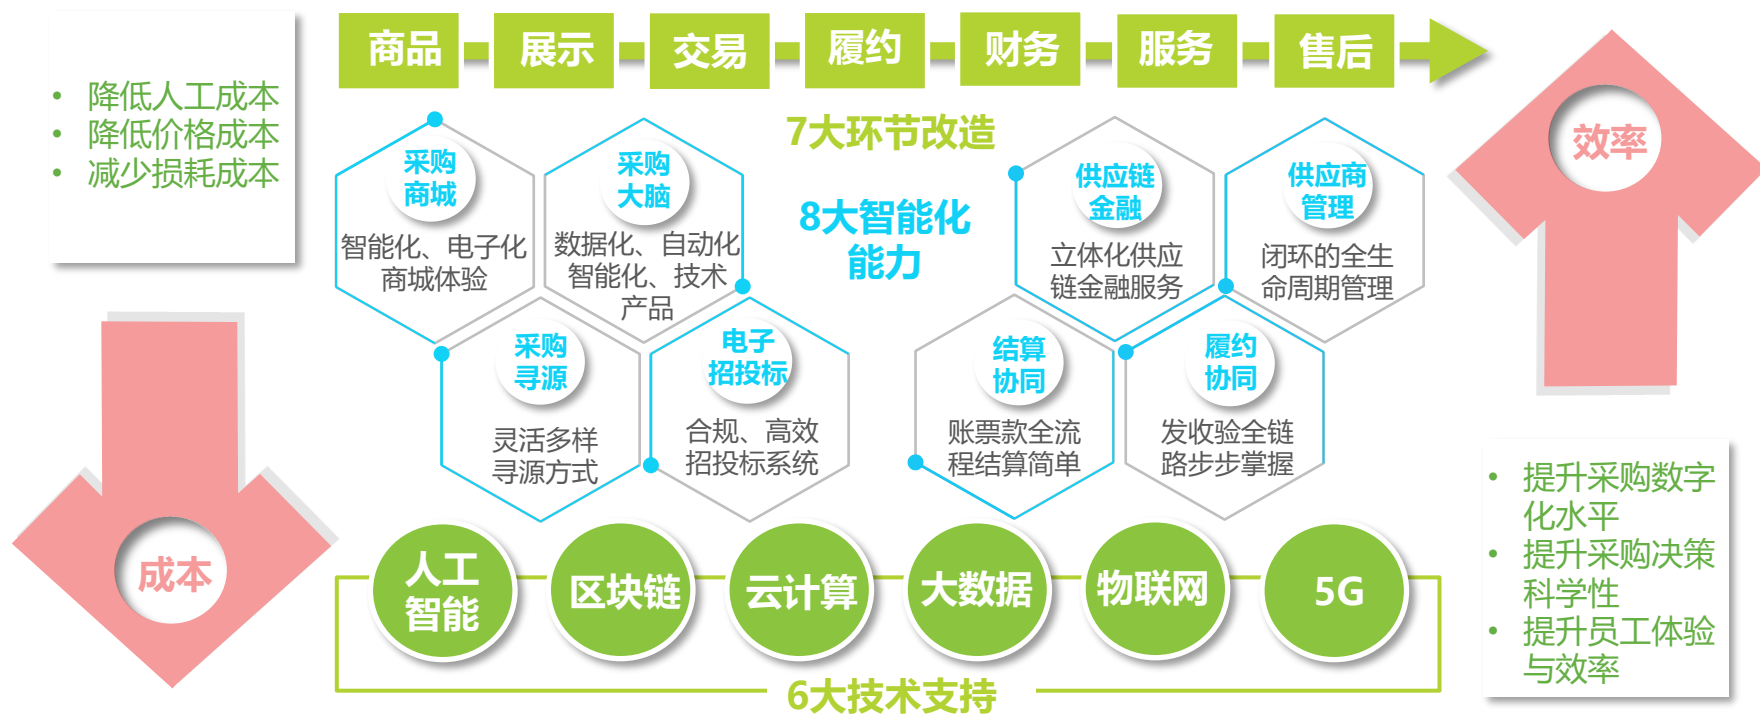 商品
展示
交易
履约
财务
服务
售后
• 降低人工成本
• 降低价格成本
• 减少损耗成本
7大环节改造
8大智能化
能力
采购
商城
智能化、电子化
商城体验
采购
大脑
数据化、自动化
智能化、技术
产品
供应链
金融
立体化供应
链金融服务
供应商
管理
闭环的全生
命周期管理
采购
寻源
灵活多样
寻源方式
电子
招投标
合规、高效
招投标系统
结算
协同
账票款全流
程结算简单
履约
协同
发收验全链
路步步掌握
效率
成本
• 提升采购数字
化水平
• 提升采购决策
科学性
• 提升员工体验
与效率
人工
智能
区块链
云计算
大数据
物联网
5G
6大技术支持